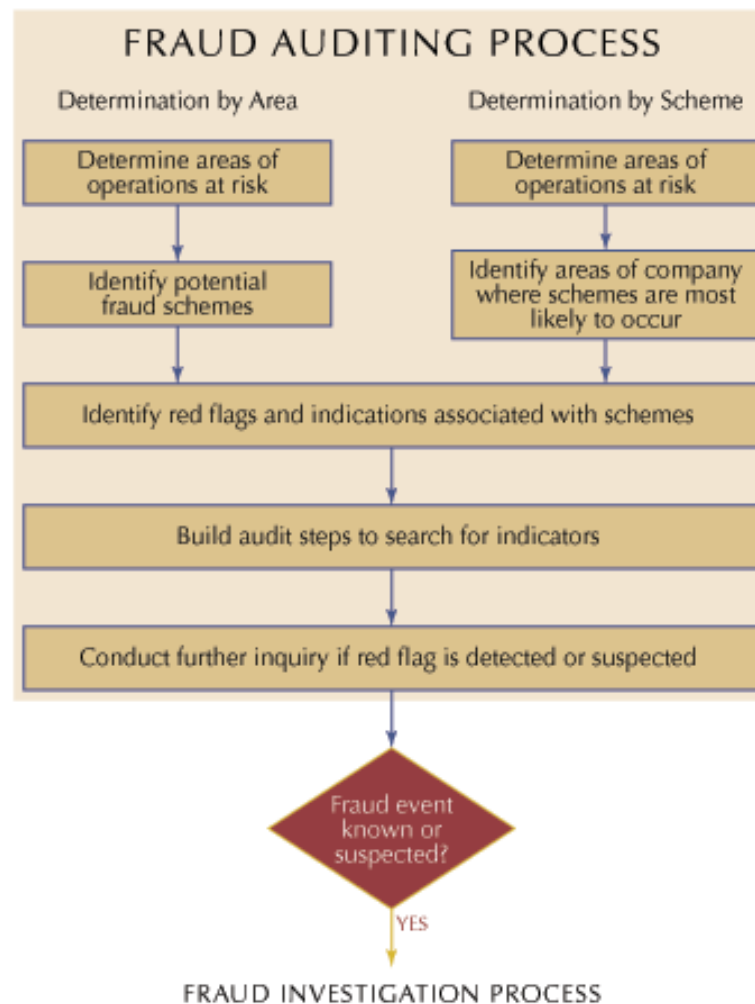 FRAUD AUDITING PROCESS
Determination by Area
Determination by Scheme
Determine areas of
operations at risk
Determine areas of
operations at risk
Identify potential
fraud schemes
Identify areas of company
where schemes are most
likely to occur
Identify red flags and indications associated with schemes
Build audit steps to search for indicators
Conduct further inquiry if red flag is detected or suspected
Fraud event
known or
suspected?
YES
FRAUD INVESTIGATION PROCESS